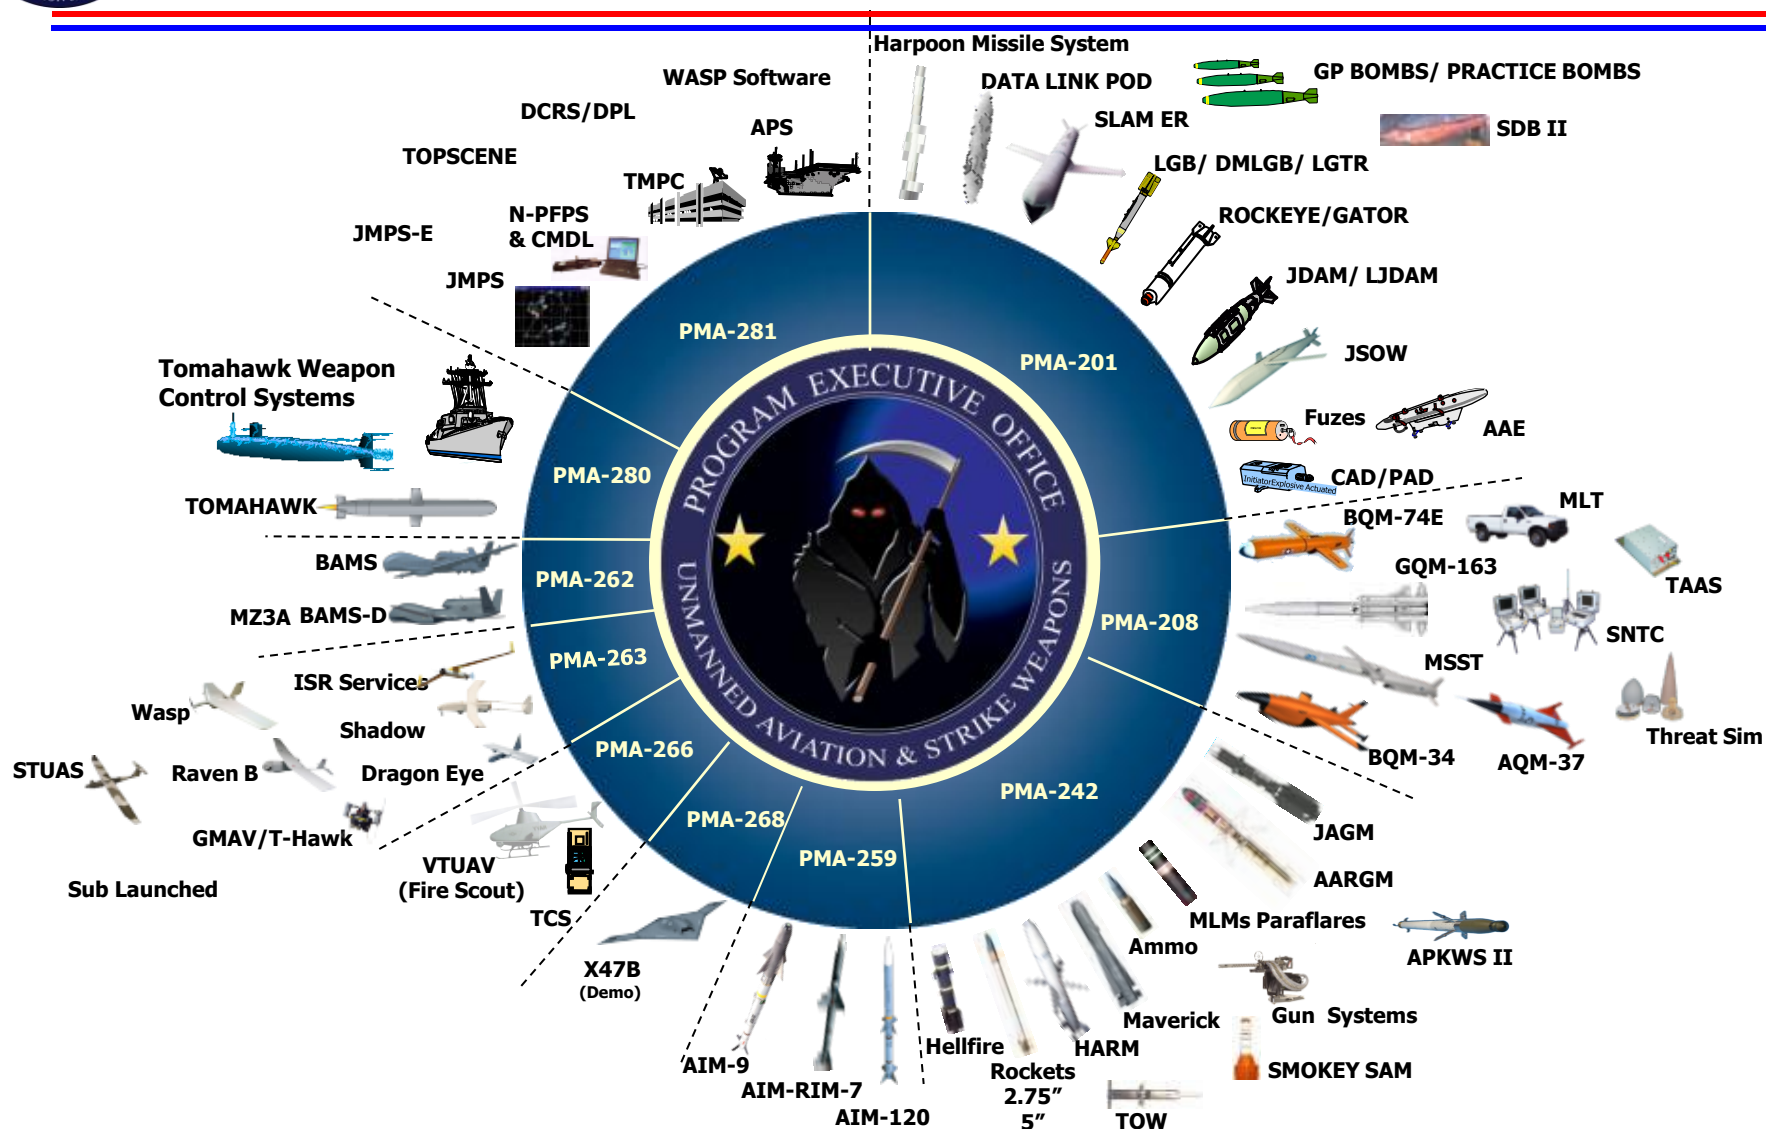 Harpoon Missile System
WASP Software
DATA LINK POD
GP BOMBS/ PRACTICE BOMBS
DCRS/DPL
APS
SLAM ER
SDB II
TOPSCENE
TMPC
LGB/ DMLGB/ LGTR
N-PFPS
& CMDL
ROCKEYE/GATOR
JMPS-E
JMPS
JDAM/ LJDAM
PMA-281
PMA-201
JSOW
Tomahawk Weapon
Control Systems
Fuzes
AAE
PROGRAM EXECUTIVE OFFICE
UNMANNED AVIATION & STRIKE WEAPONS
PMA-280
CAD/PAD
InitiatorExplosive Actuated
TOMAHAWK
BQM-74E
MLT
BAMS
PMA-262
GQM-163
TAAS
MZ3A
BAMS-D
PMA-208
SNTC
PMA-263
MSST
ISR Services
Wasp
Shadow
PMA-266
Threat Sim
STUAS
Raven B
Dragon Eye
BQM-34
AQM-37
PMA-242
GMAV/T-Hawk
PMA-268
JAGM
VTUAV
(Fire Scout)
PMA-259
AARGM
Sub Launched
TCS
MLMs Paraflares
Ammo
APKWS II
X47B
(Demo)
Maverick
Gun Systems
Hellfire
HARM
AIM-9
Rockets
2.75”
5”
SMOKEY SAM
AIM-RIM-7
AIM-120
TOW